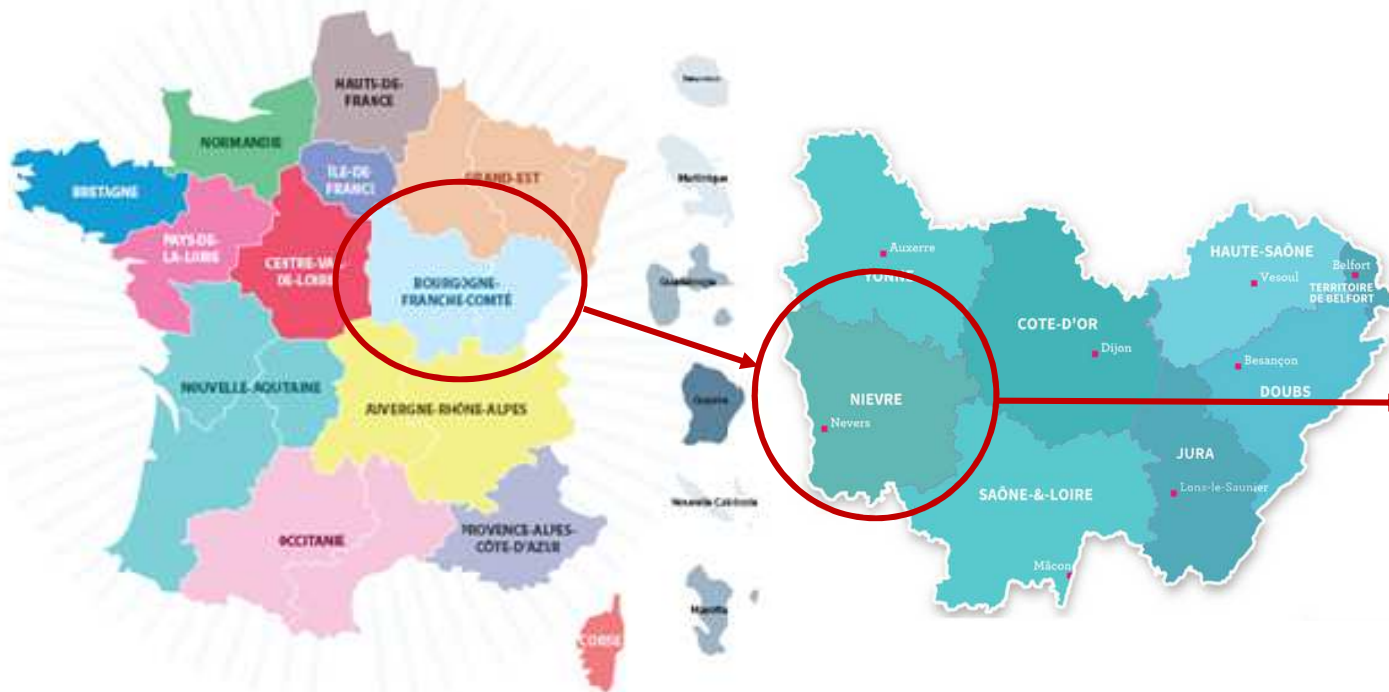 HAUTS-DE-
FRANCE
NORMANDIE
ÎLE-DE-
FRANCE
GRAND-EST
BRETAGNE
PAYS-DE-
LA-LOIRE
CENTRE-VAL-
DE-LOIRE
BOURGOGNE-
FRANCHE-COMTÉ
NOUVELLE-AQUITAINE
AUVERGNE-RHÔNE-ALPES
OCCITANIE
PROVENCE-ALPES-
CÔTE-D'AZUR
CORSE
Martinique
Guadeloupe
Guyane
Nouvelle Calédonie
Mayotte
Auxerre
YONNE
HAUTE-SAÔNE
Vesoul
Belfort
TERRITOIRE
DE BELFORT
COTE-D'OR
Dijon
Besançon
DOUBS
NIEVRE
Nevers
JURA
Lons-le-Saunier
SAÔNE-&-LOIRE
Mâcon